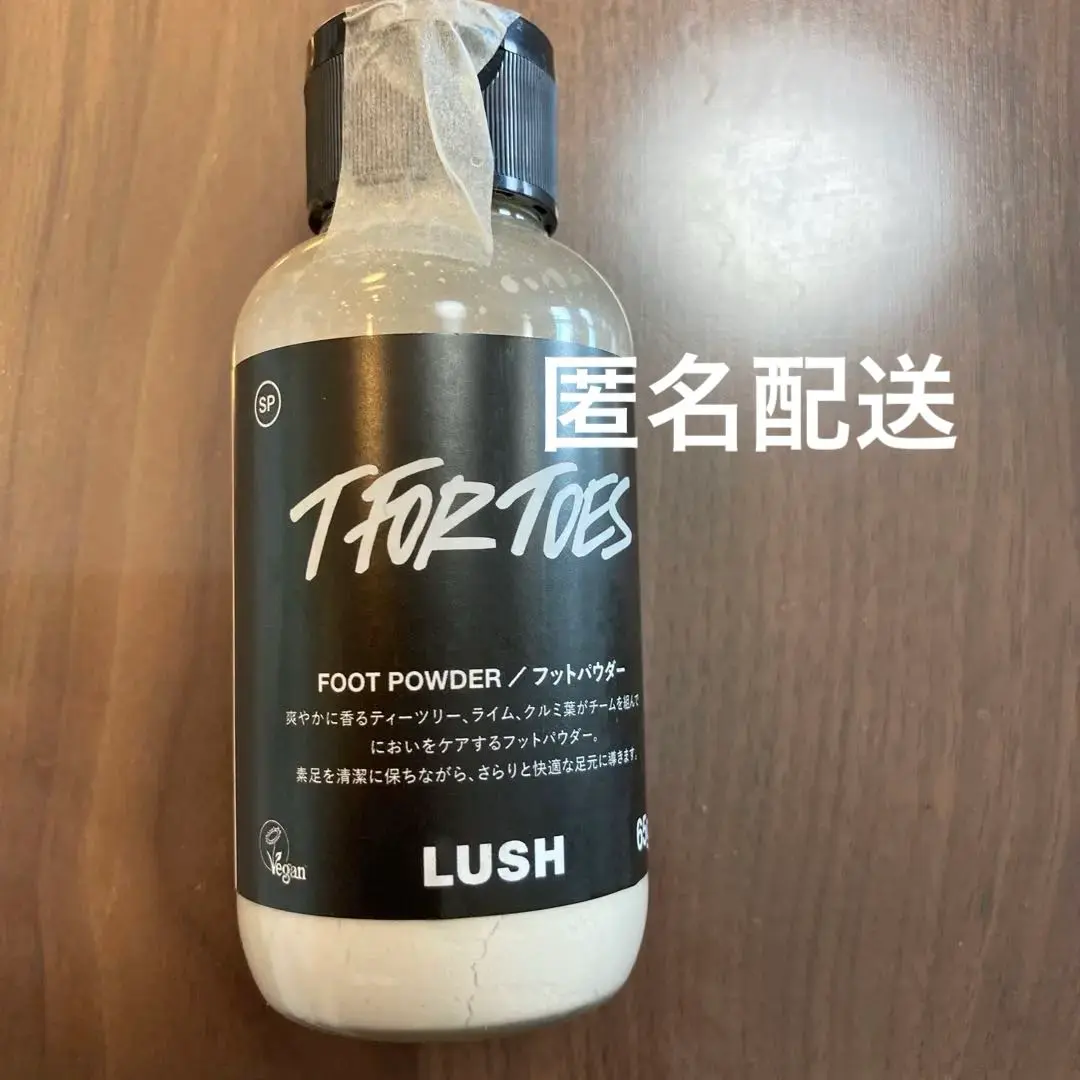 匿名配送
SP
T FOR TOES
FOOT POWDER／フットパウダー
爽やかに香るティーツリー、ライム、クルミ葉がチームを組んで
においをケアするフットパウダー。
素足を清潔に保ちながら、さらりと快適な足元に導きます。
Vegan
LUSH
65g